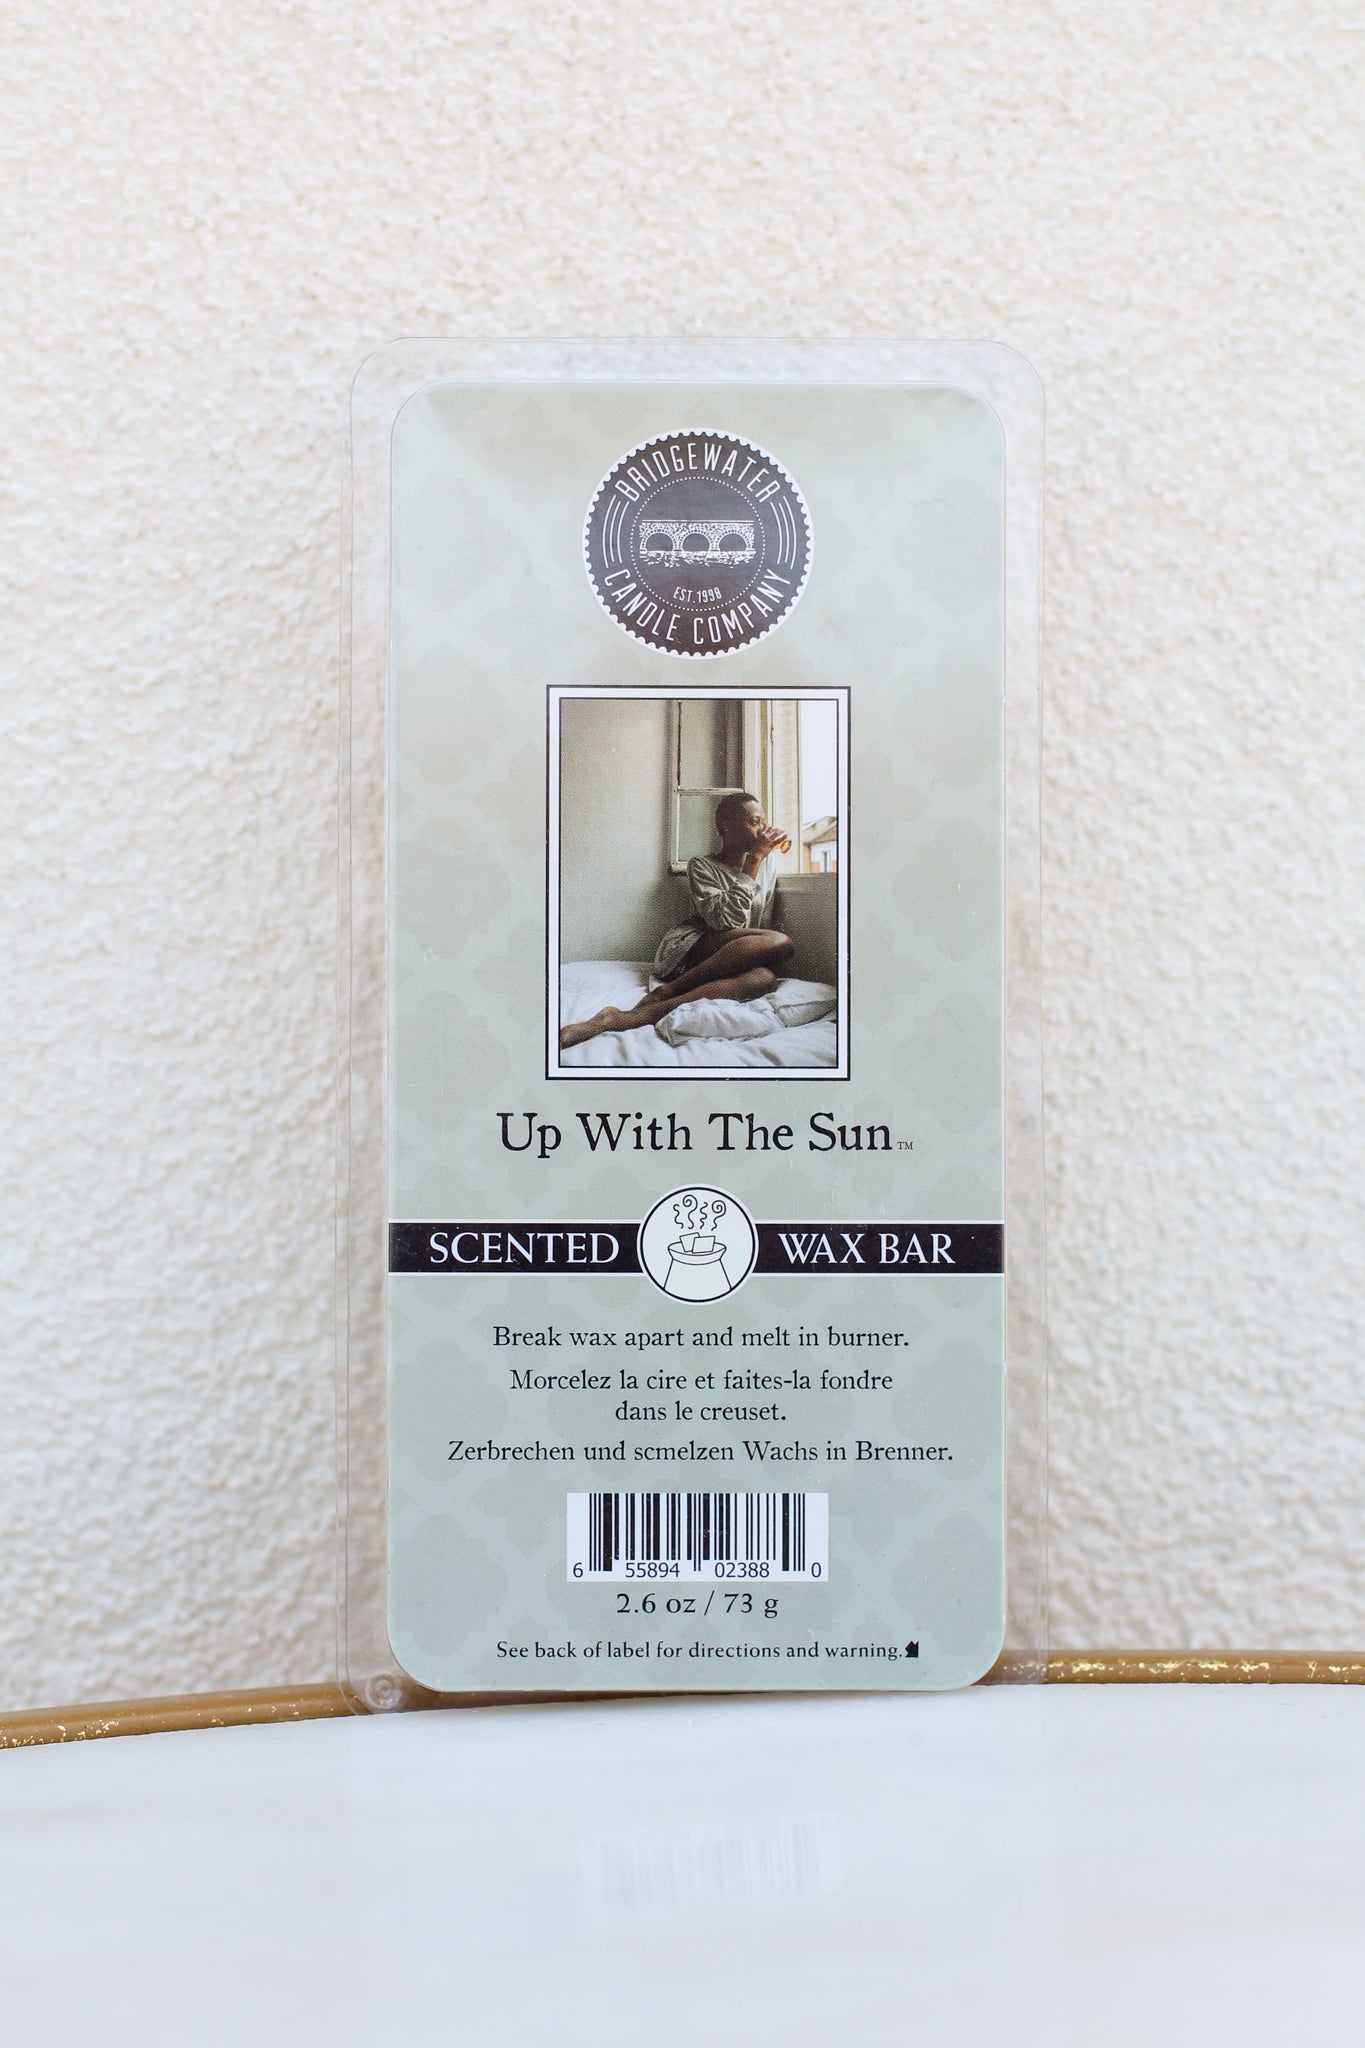 BRIDGEWATER
EST.1998
CANDLE COMPANY
Up With The Sun™
SCENTED WAX BAR
Break wax apart and melt in burner.
Morcelez la cire et faites-la fondre
dans le creuset.
Zerbrechen und scmelzen Wachs in Brenner.
6 55894 02388 0
2.6 oz / 73 g
See back of label for directions and warning.